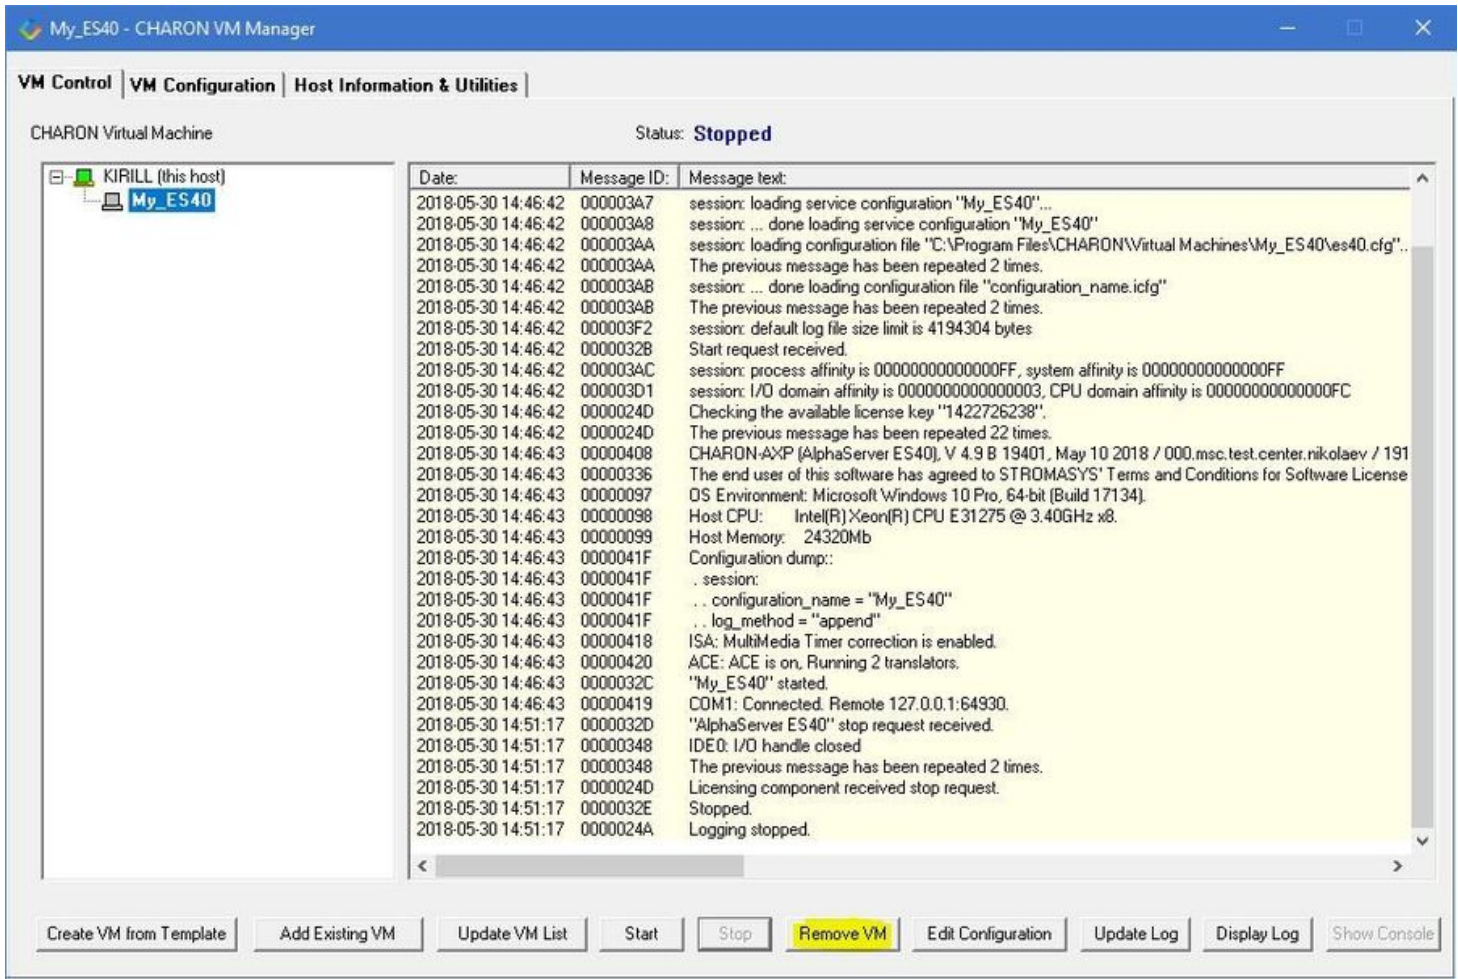 My_ES40 - CHARON VM Manager
VM Control
VM Configuration
Host Information & Utilities
CHARON Virtual Machine
Status: Stopped
KIRILL (this host)
My_ES40
Date: Message ID: Message text:
2018-05-30 14:46:42 000003A7 session: loading service configuration "My_ES40"...
2018-05-30 14:46:42 000003A8 session: ... done loading service configuration "My_ES40"
2018-05-30 14:46:42 000003AA session: loading configuration file "C:\Program Files\CHARON\Virtual Machines\My_ES40\es40.cfg"..
2018-05-30 14:46:42 000003AA The previous message has been repeated 2 times.
2018-05-30 14:46:42 000003AB session: ... done loading configuration file "configuration_name.icfg"
2018-05-30 14:46:42 000003AB The previous message has been repeated 2 times.
2018-05-30 14:46:42 000003F2 session: default log file size limit is 4194304 bytes
2018-05-30 14:46:42 0000032B Start request received.
2018-05-30 14:46:42 000003AC session: process affinity is 00000000000000FF, system affinity is 00000000000000FF
2018-05-30 14:46:42 000003D1 session: I/O domain affinity is 0000000000000003, CPU domain affinity is 00000000000000FC
2018-05-30 14:46:42 0000024D Checking the available license key "1422726238".
2018-05-30 14:46:42 0000024D The previous message has been repeated 22 times.
2018-05-30 14:46:43 00000408 CHARON-AXP (AlphaServer ES40), V 4.9 B 19401, May 10 2018 / 000.msc.test.center.nikolaev / 191
2018-05-30 14:46:43 00000336 The end user of this software has agreed to STROMASYS' Terms and Conditions for Software License
2018-05-30 14:46:43 00000097 OS Environment: Microsoft Windows 10 Pro, 64-bit (Build 17134).
2018-05-30 14:46:43 00000098 Host CPU: Intel(R) Xeon(R) CPU E31275 @ 3.40GHz x8.
2018-05-30 14:46:43 00000099 Host Memory: 24320Mb
2018-05-30 14:46:43 0000041F Configuration dump::
2018-05-30 14:46:43 0000041F . session:
2018-05-30 14:46:43 0000041F . . configuration_name = "My_ES40"
2018-05-30 14:46:43 0000041F . . log_method = "append"
2018-05-30 14:46:43 00000418 ISA: MultiMedia Timer correction is enabled.
2018-05-30 14:46:43 00000420 ACE: ACE is on, Running 2 translators.
2018-05-30 14:46:43 0000032C "My_ES40" started.
2018-05-30 14:46:43 00000419 COM1: Connected. Remote 127.0.0.1:64930.
2018-05-30 14:51:17 0000032D "AlphaServer ES40" stop request received.
2018-05-30 14:51:17 00000348 IDE0: I/O handle closed
2018-05-30 14:51:17 00000348 The previous message has been repeated 2 times.
2018-05-30 14:51:17 0000024D Licensing component received stop request.
2018-05-30 14:51:17 0000032E Stopped.
2018-05-30 14:51:17 0000024A Logging stopped.
Create VM from Template
Add Existing VM
Update VM List
Start
Stop
Remove VM
Edit Configuration
Update Log
Display Log
Show Console